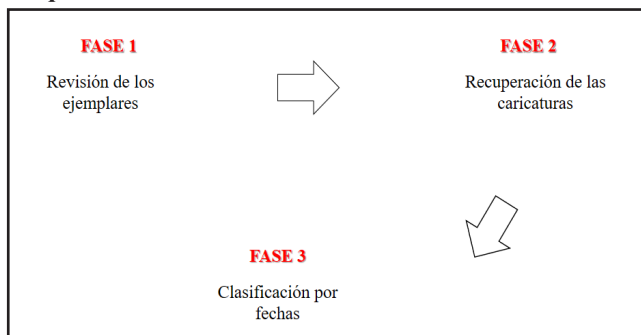 FASE 1
Revisión de los
ejemplares
FASE 2
Recuperación de las
caricaturas
FASE 3
Clasificación por
fechas